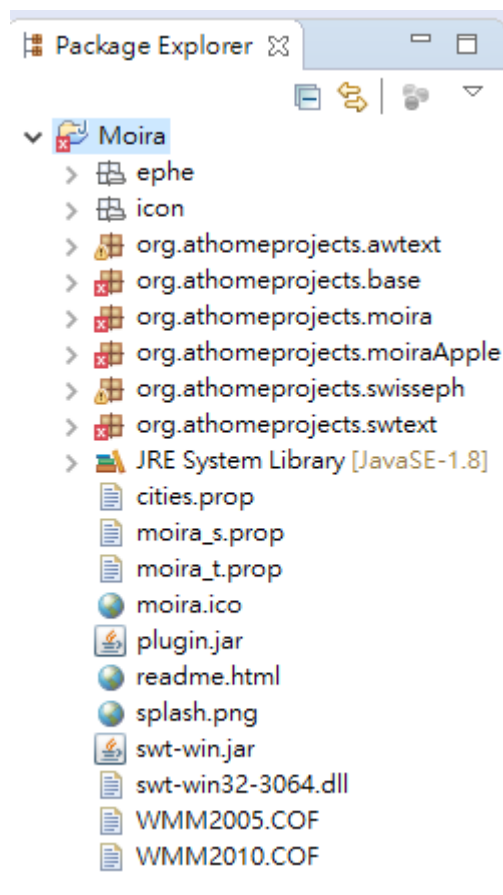 Package Explorer
Moira
ephe
icon
org.athomeprojects.awtext
org.athomeprojects.base
org.athomeprojects.moira
org.athomeprojects.moiraApple
org.athomeprojects.swisseph
org.athomeprojects.swtext
JRE System Library [JavaSE-1.8]
cities.prop
moira_s.prop
moira_t.prop
moira.ico
plugin.jar
readme.html
splash.png
swt-win.jar
swt-win32-3064.dll
WMM2005.COF
WMM2010.COF